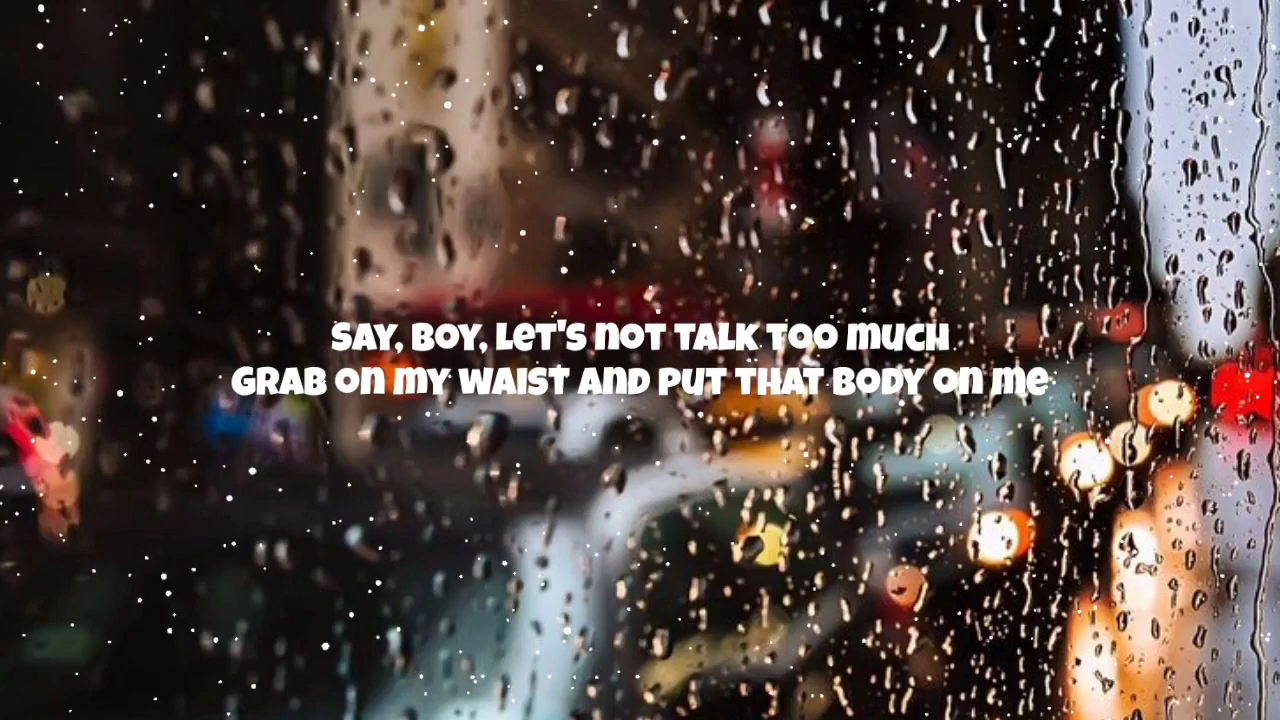 Say, boy, let's not talk too much
Grab on my waist and put that body on me